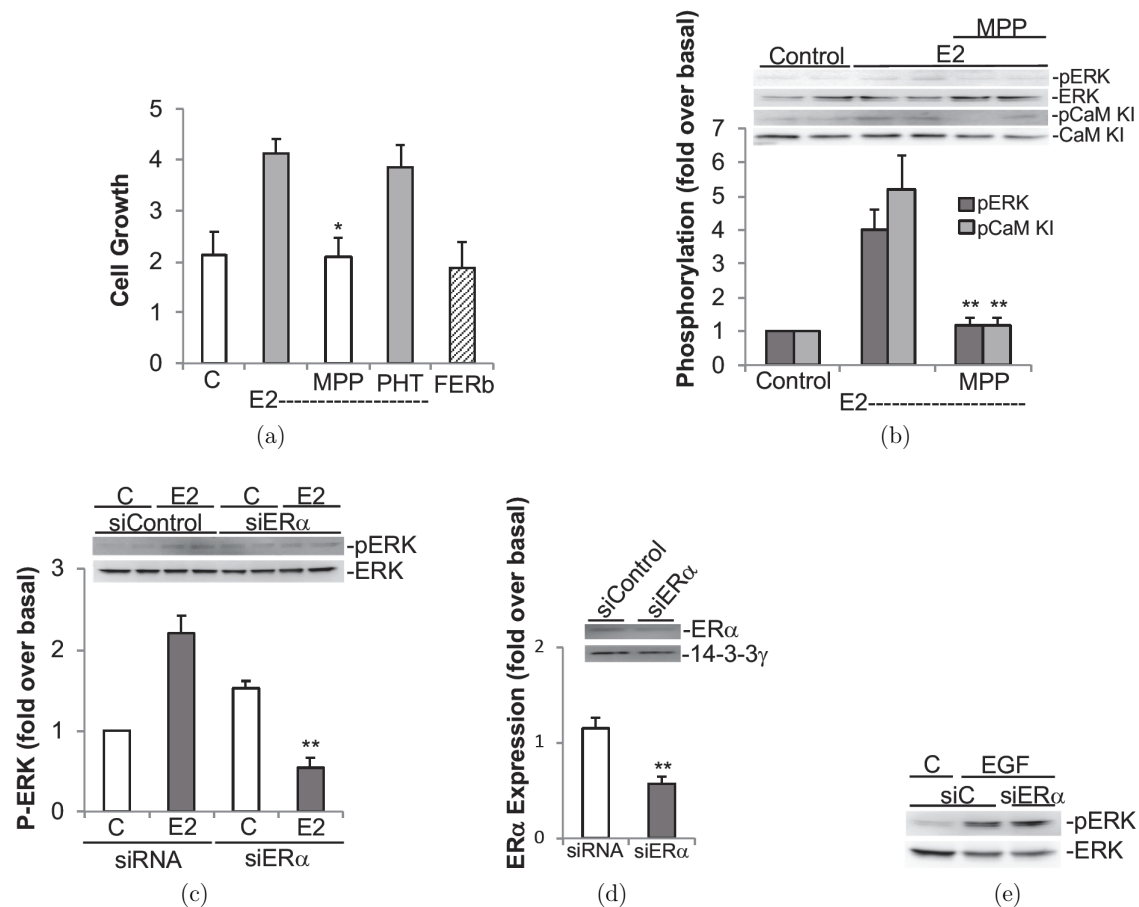 5
4
3
2
1
0
Cell Growth
*
C
MPP
PHT
FERb
E2-------------------
(a)
MPP
Control
E2
-pERK
-ERK
-pCaM KI
-CaM KI
7
6
5
4
3
2
1
0
Phosphorylation (fold over basal)
pERK
pCaM KI
** **
Control
MPP
E2--------------------
(b)
C E2 C E2
siControl siERα
-pERK
-ERK
3
2
1
0
P-ERK (fold over basal)
**
C E2 C E2
siRNA siERα
(c)
siControl
siERα
-ERα
-14-3-3γ
2
1
0
ERα Expression (fold over basal)
**
siRNA siERα
(d)
C EGF
siC siERα
-pERK
-ERK
(e)